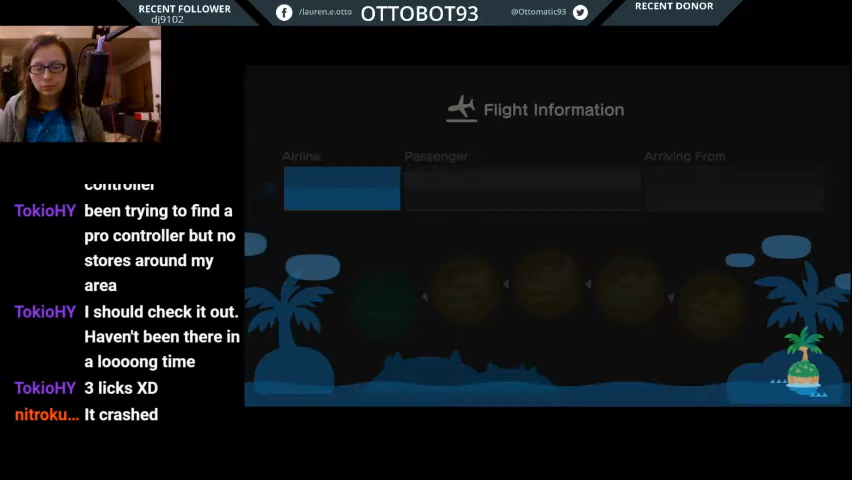 RECENT FOLLOWER
dj9102
/lauren.e.otto
OTTOBOT93
@Ottomatic93
RECENT DONOR
Flight Information
Airline
Passenger
Arriving From
controller
TokioHY been trying to find a
pro controller but no
stores around my
area
TokioHY I should check it out.
Haven't been there in
a loooong time
TokioHY 3 licks XD
nitroku... It crashed